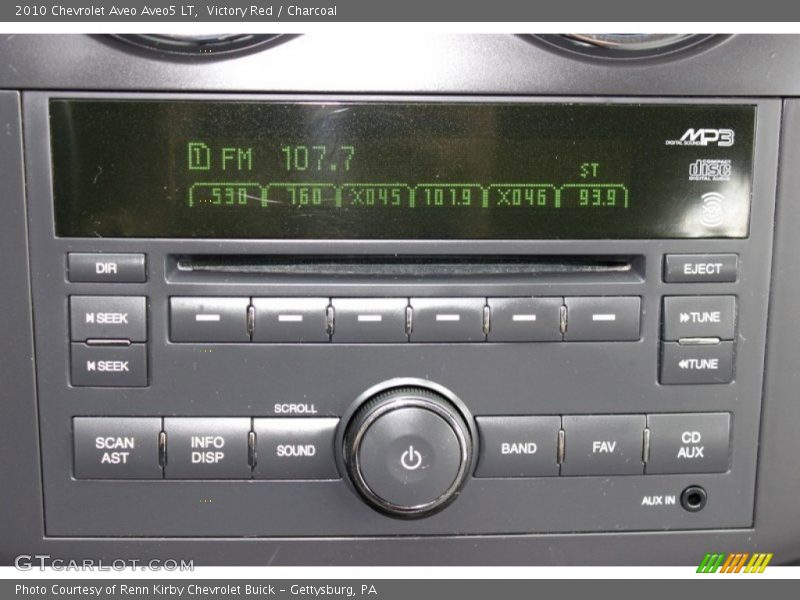 2010 Chevrolet Aveo Aveo5 LT, Victory Red / Charcoal
1 FM 107.7
ST
530 760 X045 101.9 X046 93.9
MP3
DIGITAL SOUND
COMPACT
disc
DIGITAL AUDIO
DIR
EJECT
SEEK
TUNE
SEEK
TUNE
SCROLL
SCAN
AST
INFO
DISP
SOUND
BAND
FAV
CD
AUX
AUX IN
GTCARLOT.COM
Photo Courtesy of Renn Kirby Chevrolet Buick – Gettysburg, PA